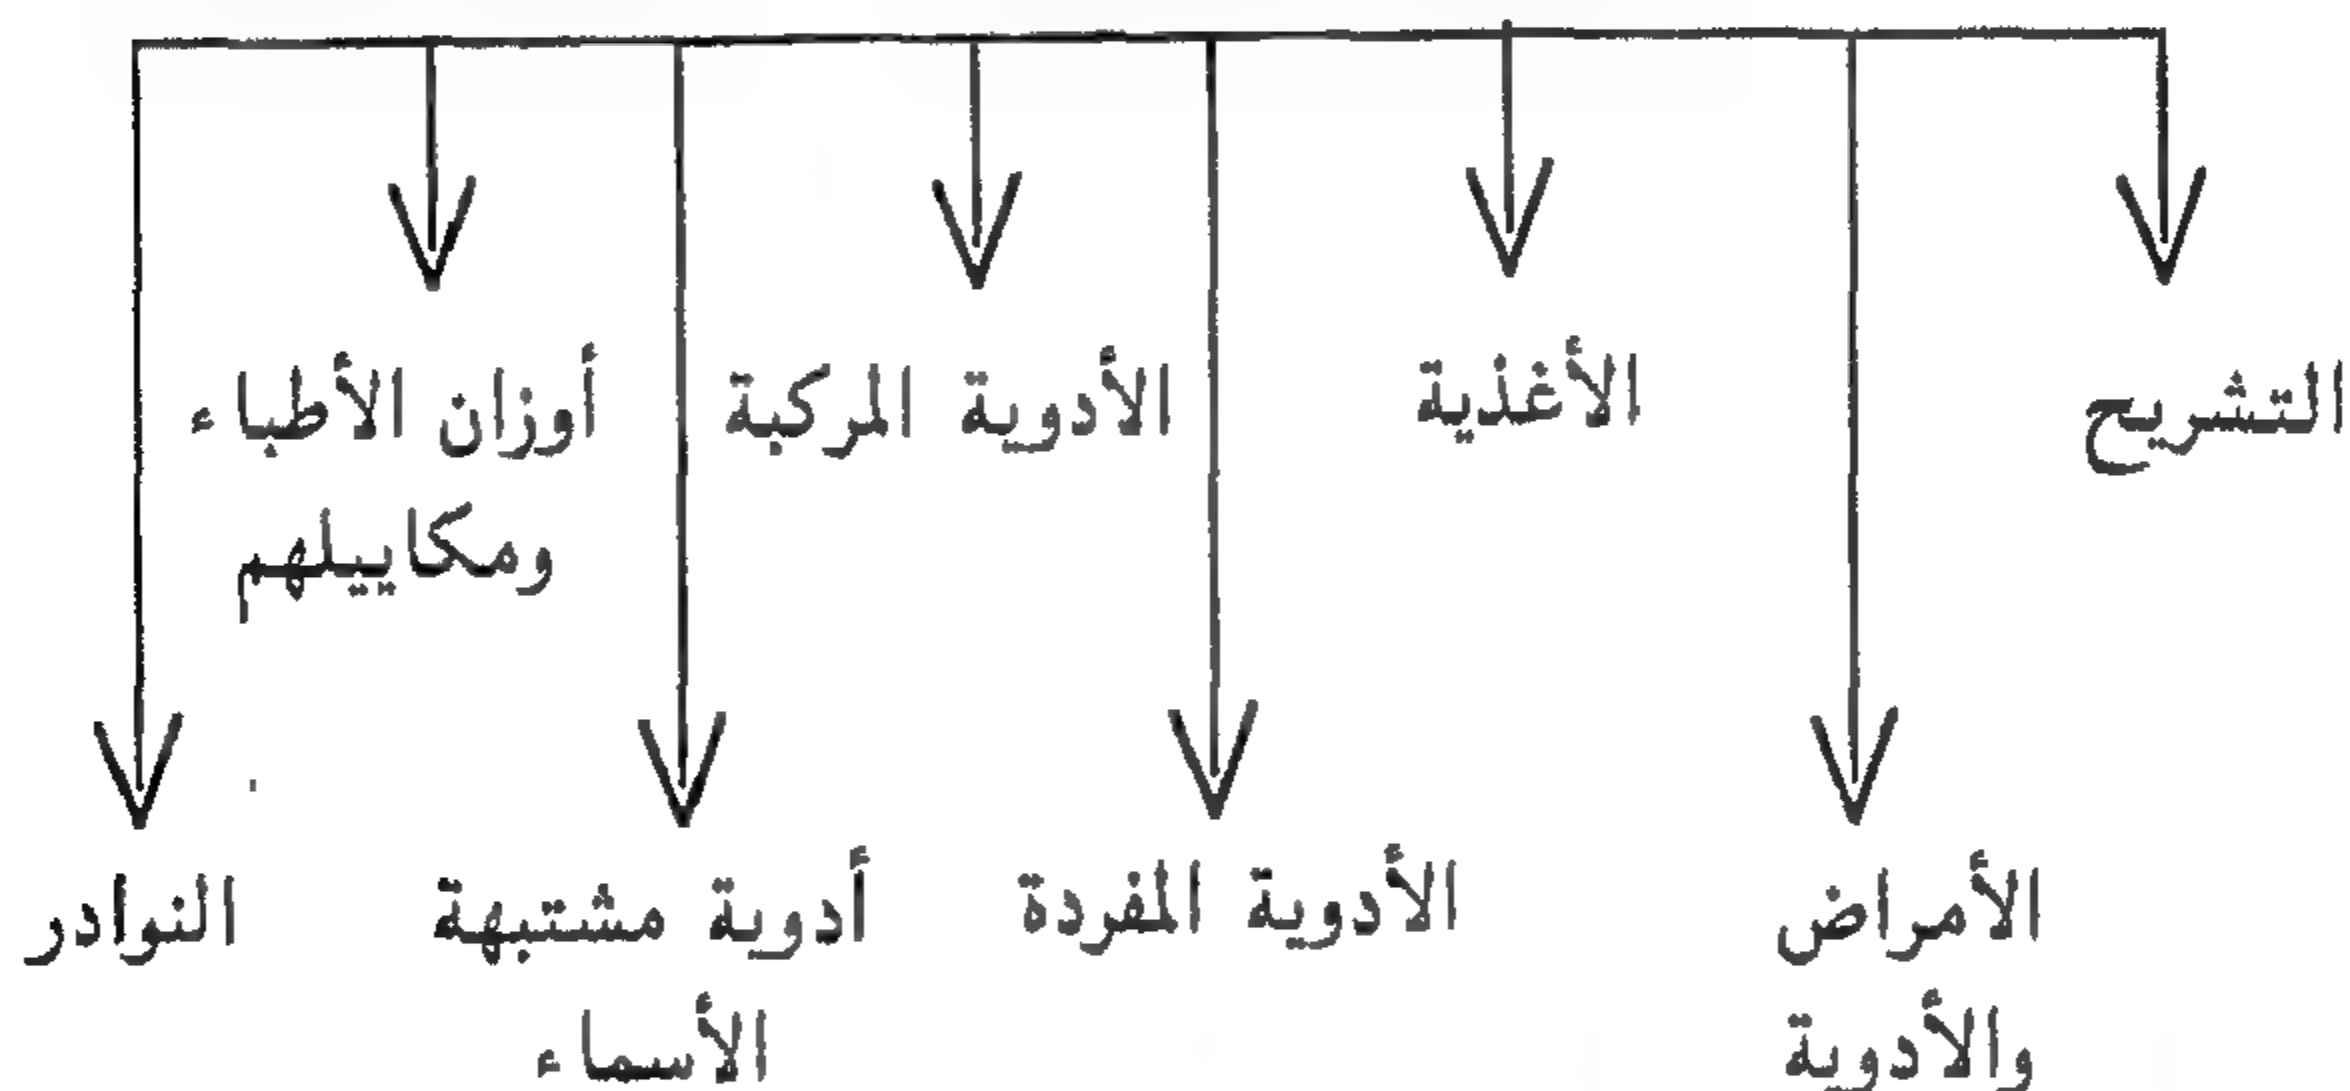 التشريح
الأمراض
والأدوية
الأغذية
الأدوية المفردة
الأدوية المركبة
أدوية مشتبهة
الأسماء
أوزان الأطباء
ومكاييلهم
النوادر